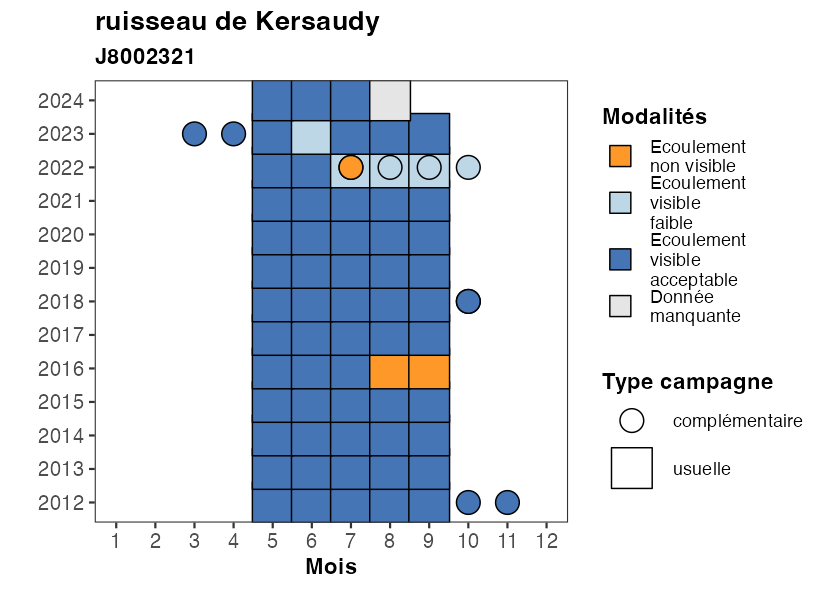 ruisseau de Kersaudy
J8002321
2024
2023
2022
2021
2020
2019
2018
2017
2016
2015
2014
2013
2012
1 2 3 4 5 6 7 8 9 10 11 12
Mois
Modalités
Ecoulement
non visible
Ecoulement
visible
faible
Ecoulement
visible
acceptable
Donnée
manquante
Type campagne
complémentaire
usuelle